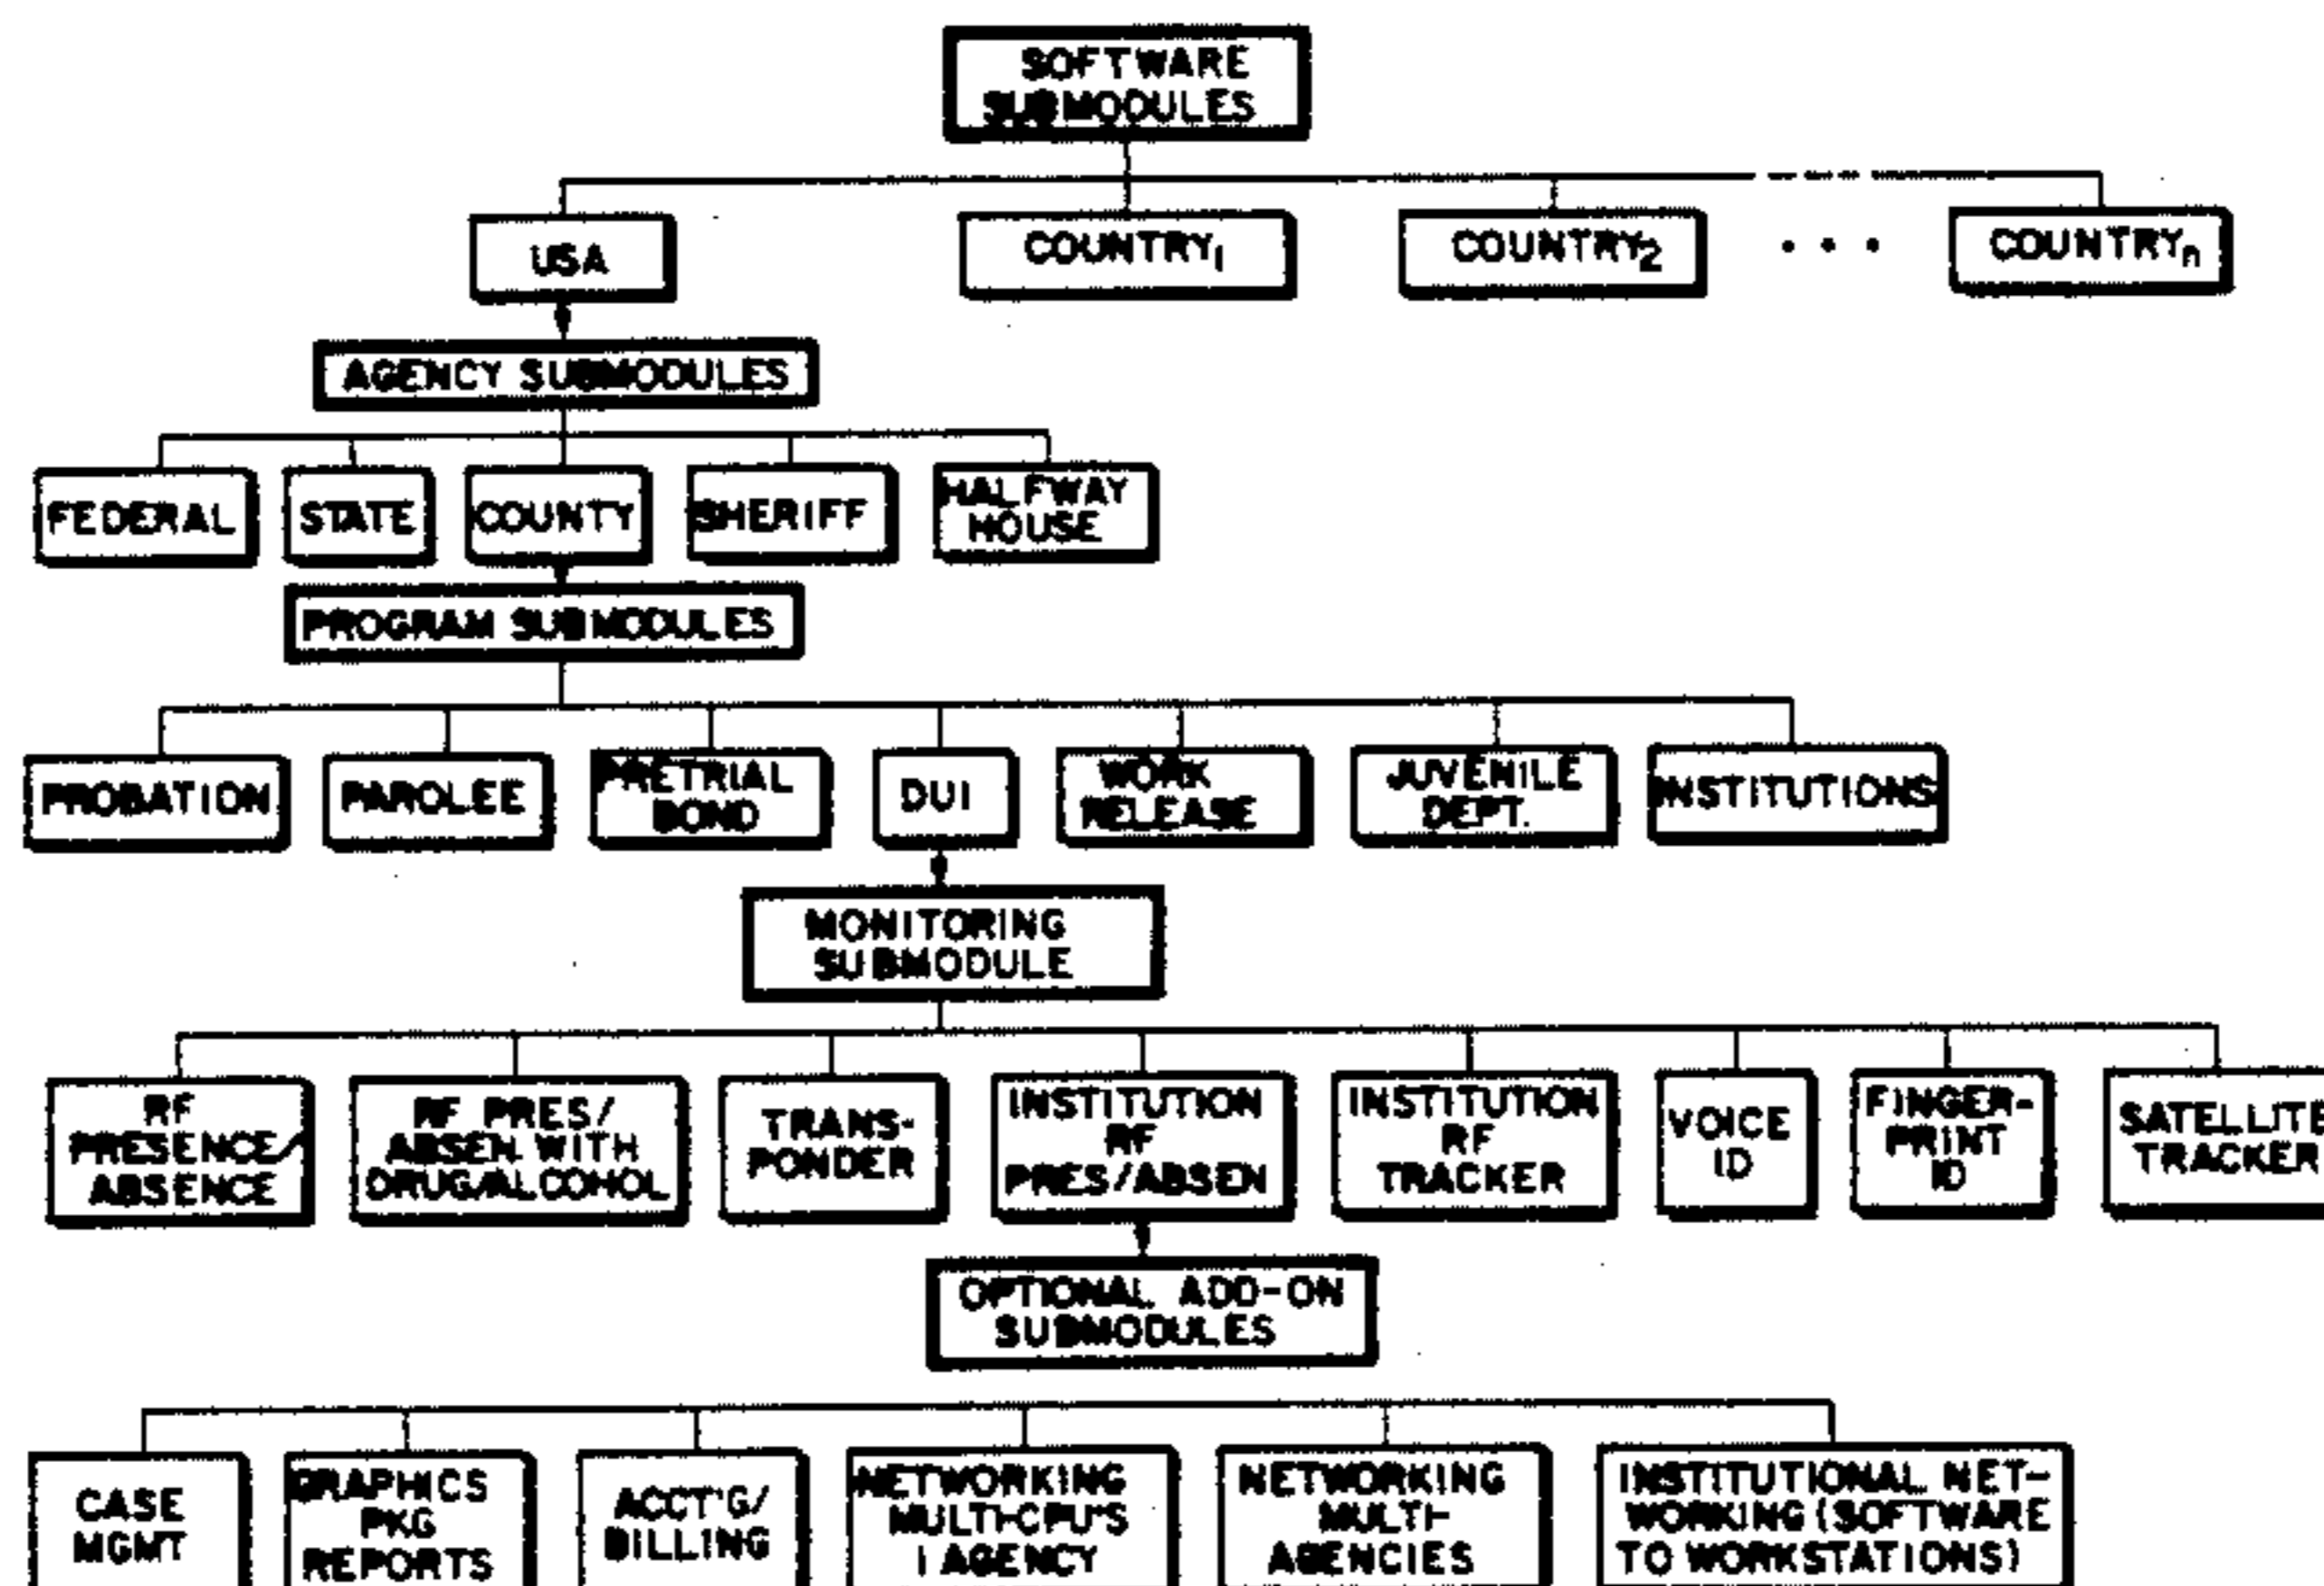 SOFTWARE
SUBMODULES
USA
COUNTRY₁
COUNTRY₂
• • •
COUNTRYₙ
AGENCY SUBMODULES
FEDERAL
STATE
COUNTY
SHERIFF
HALFWAY
HOUSE
PROGRAM SUBMODULES
PROBATION
PAROLEE
PRETRIAL
BOND
DUI
WORK
RELEASE
JUVENILE
DEPT.
INSTITUTIONS
MONITORING
SUBMODULE
RF
PRESENCE/
ABSENCE
RF PRES/
ABSEN. WITH
DRUG/ALCOHOL
TRANS-
PONDER
INSTITUTION
RF
PRES/ABSEN
INSTITUTION
RF
TRACKER
VOICE
ID
FINGER-
PRINT
ID
SATELLITE
TRACKER
OPTIONAL ADD-ON
SUBMODULES
CASE
MGMT
GRAPHICS
PKG
REPORTS
ACCT'G/
BILLING
NETWORKING
MULTI-CPU'S
1 AGENCY
NETWORKING
MULTI-
AGENCIES
INSTITUTIONAL NET-
WORKING (SOFTWARE
TO WORKSTATIONS)